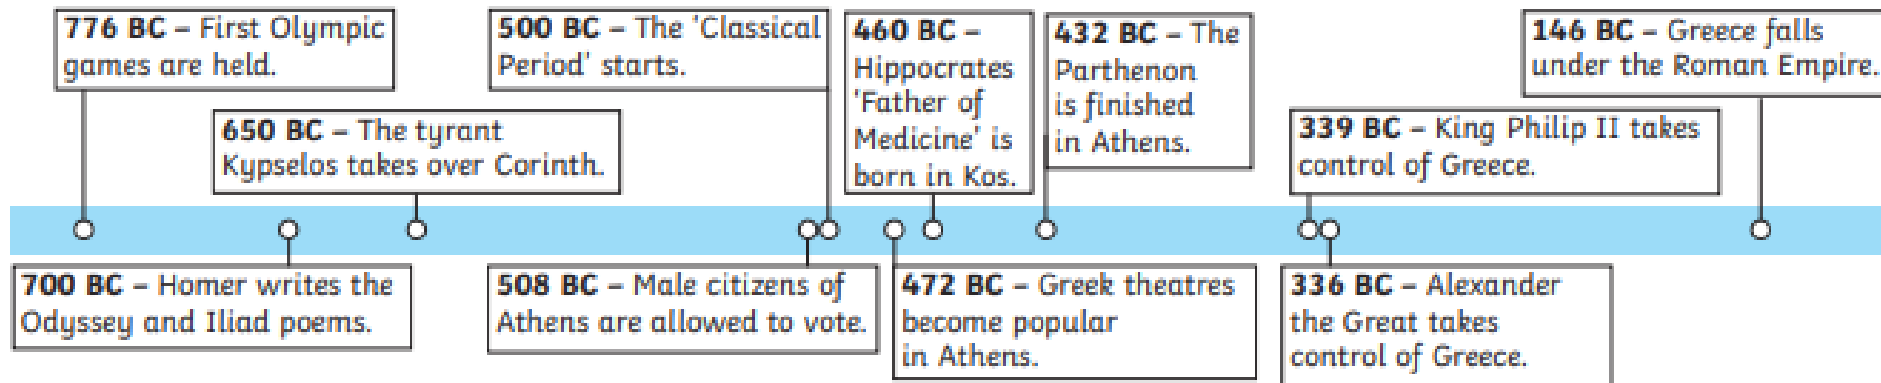 776 BC – First Olympic
games are held.
500 BC – The ‘Classical
Period’ starts.
460 BC –
Hippocrates
‘Father of
Medicine’ is
born in Kos.
432 BC – The
Parthenon
is finished
in Athens.
146 BC – Greece falls
under the Roman Empire.
650 BC – The tyrant
Kypselos takes over Corinth.
339 BC – King Philip II takes
control of Greece.
700 BC – Homer writes the
Odyssey and Iliad poems.
508 BC – Male citizens of
Athens are allowed to vote.
472 BC – Greek theatres
become popular
in Athens.
336 BC – Alexander
the Great takes
control of Greece.